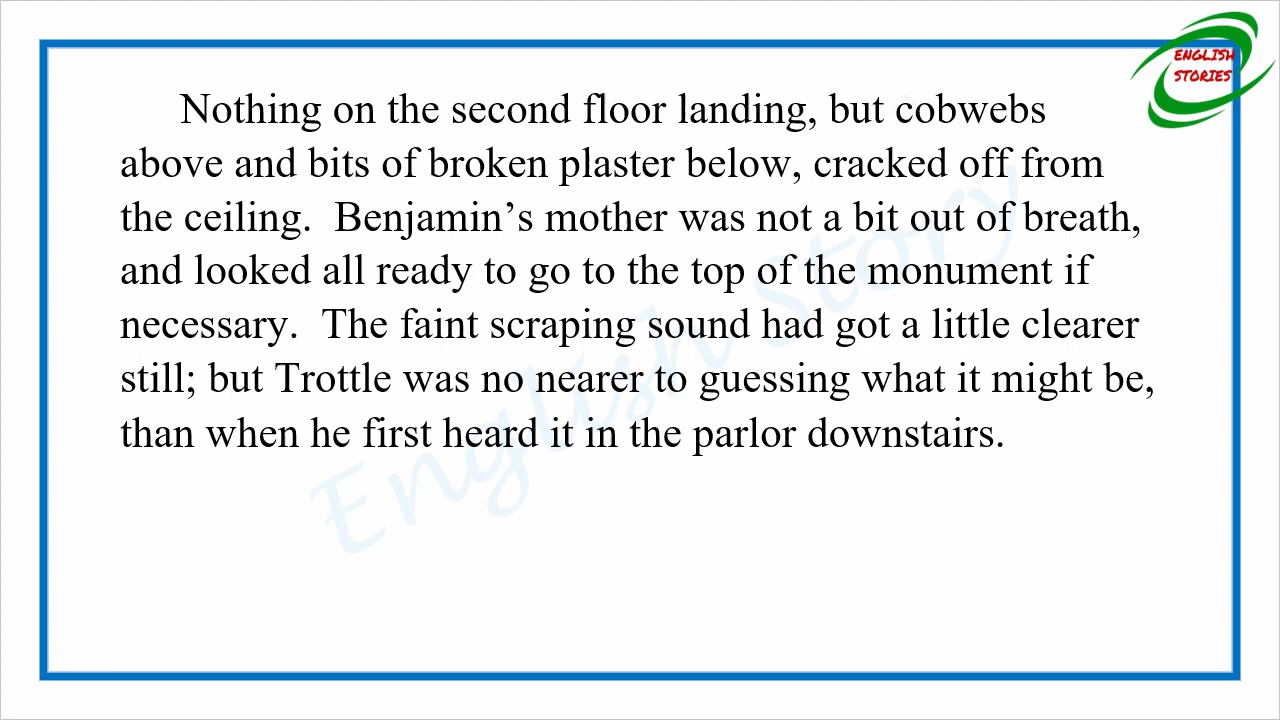 ENGLISH
STORIES
Nothing on the second floor landing, but cobwebs
above and bits of broken plaster below, cracked off from
the ceiling.  Benjamin’s mother was not a bit out of breath,
and looked all ready to go to the top of the monument if
necessary.  The faint scraping sound had got a little clearer
still; but Trottle was no nearer to guessing what it might be,
than when he first heard it in the parlor downstairs.
English Story